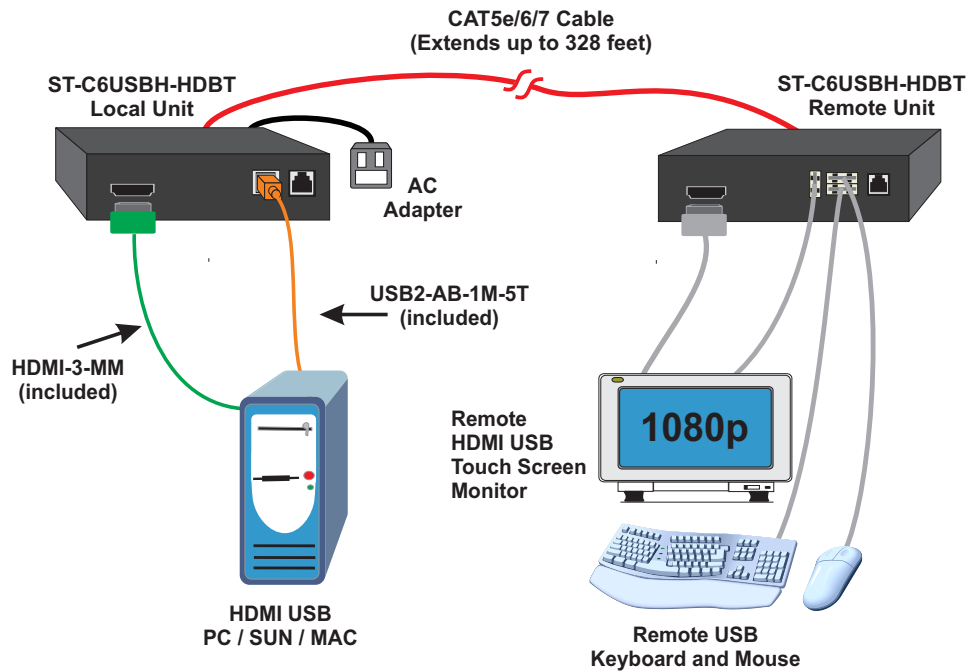 CAT5e/6/7 Cable
(Extends up to 328 feet)
ST-C6USBH-HDBT
Local Unit
ST-C6USBH-HDBT
Remote Unit
AC
Adapter
USB2-AB-1M-5T
(included)
HDMI-3-MM
(included)
Remote
HDMI USB
Touch Screen
Monitor
1080p
HDMI USB
PC / SUN / MAC
Remote USB
Keyboard and Mouse